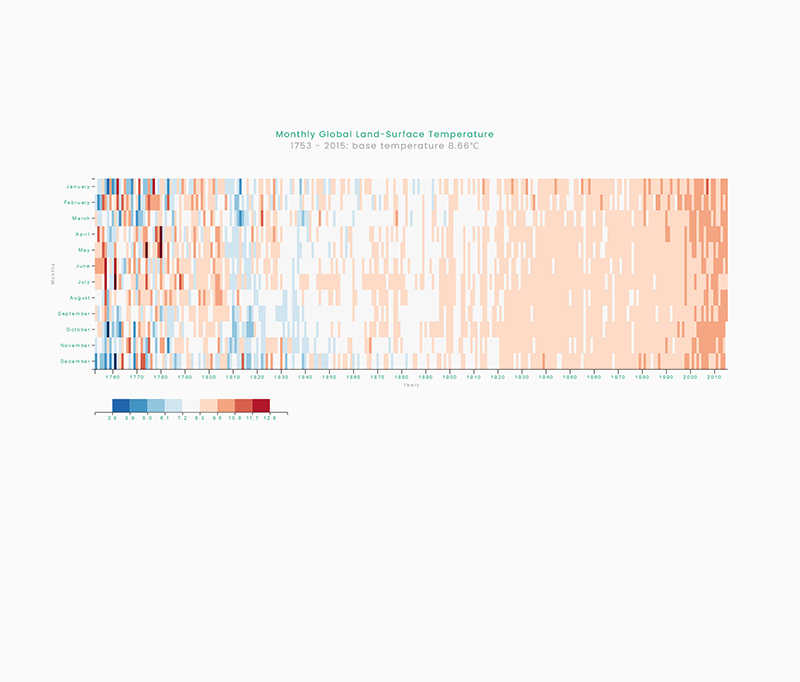 Monthly Global Land-Surface Temperature
1753 - 2015: base temperature 8.66℃
January
February
March
April
May
June
July
August
September
October
November
December
Months
1760 1770 1780 1790 1800 1810 1820 1830 1840 1850 1860 1870 1880 1890 1900 1910 1920 1930 1940 1950 1960 1970 1980 1990 2000 2010
Years
2.8 3.9 5.0 6.1 7.2 8.3 9.5 10.6 11.7 12.8